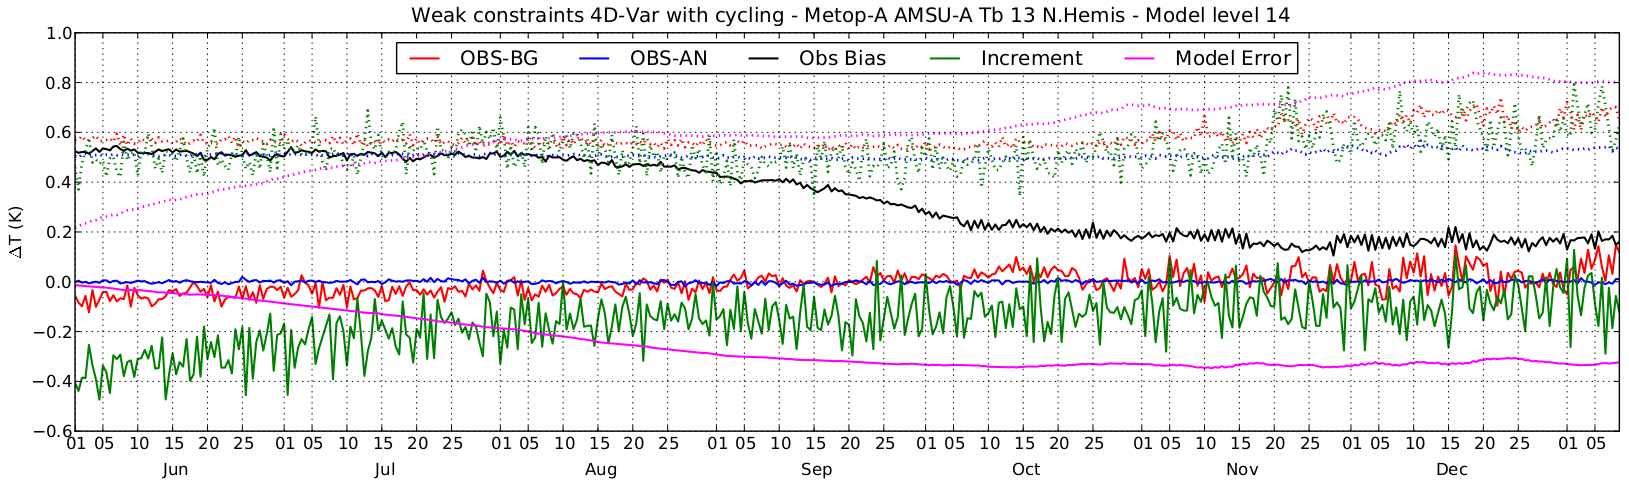 Weak constraints 4D-Var with cycling - Metop-A AMSU-A Tb 13 N.Hemis - Model level 14
OBS-BG OBS-AN Obs Bias Increment Model Error
ΔT (K)
1.0
0.8
0.6
0.4
0.2
0.0
−0.2
−0.4
−0.6
01 05 10 15 20 25 01 05 10 15 20 25 01 05 10 15 20 25 01 05 10 15 20 25 01 05 10 15 20 25 01 05 10 15 20 25 01 05 10 15 20 25 01 05
Jun Jul Aug Sep Oct Nov Dec